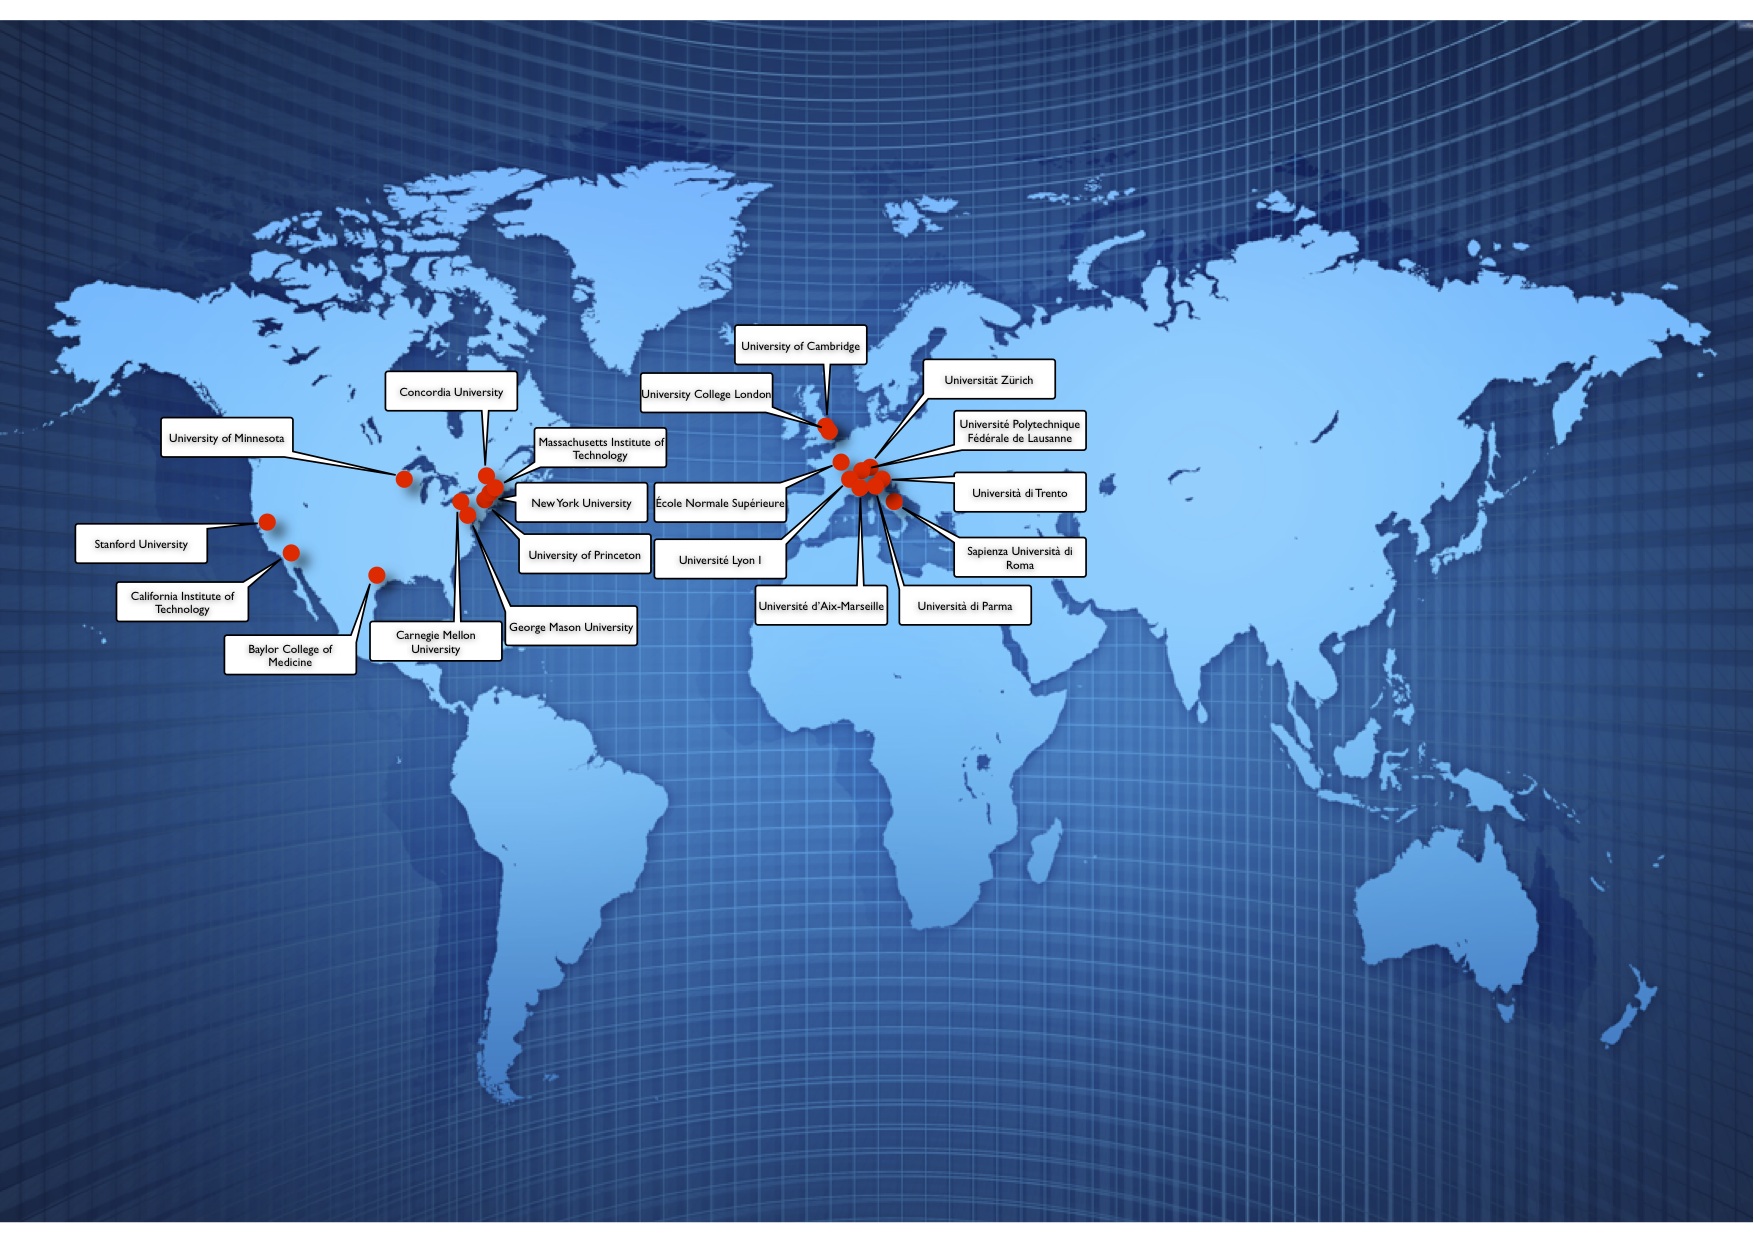 University of Cambridge
Universität Zürich
University College London
Concordia University
Université Polytechnique
Fédérale de Lausanne
University of Minnesota
Massachusetts Institute of
Technology
Università di Trento
New York University
École Normale Supérieure
Stanford University
University of Princeton
Université Lyon I
Sapienza Università di
Roma
California Institute of
Technology
Université d'Aix-Marseille
Università di Parma
George Mason University
Carnegie Mellon
University
Baylor College of
Medicine